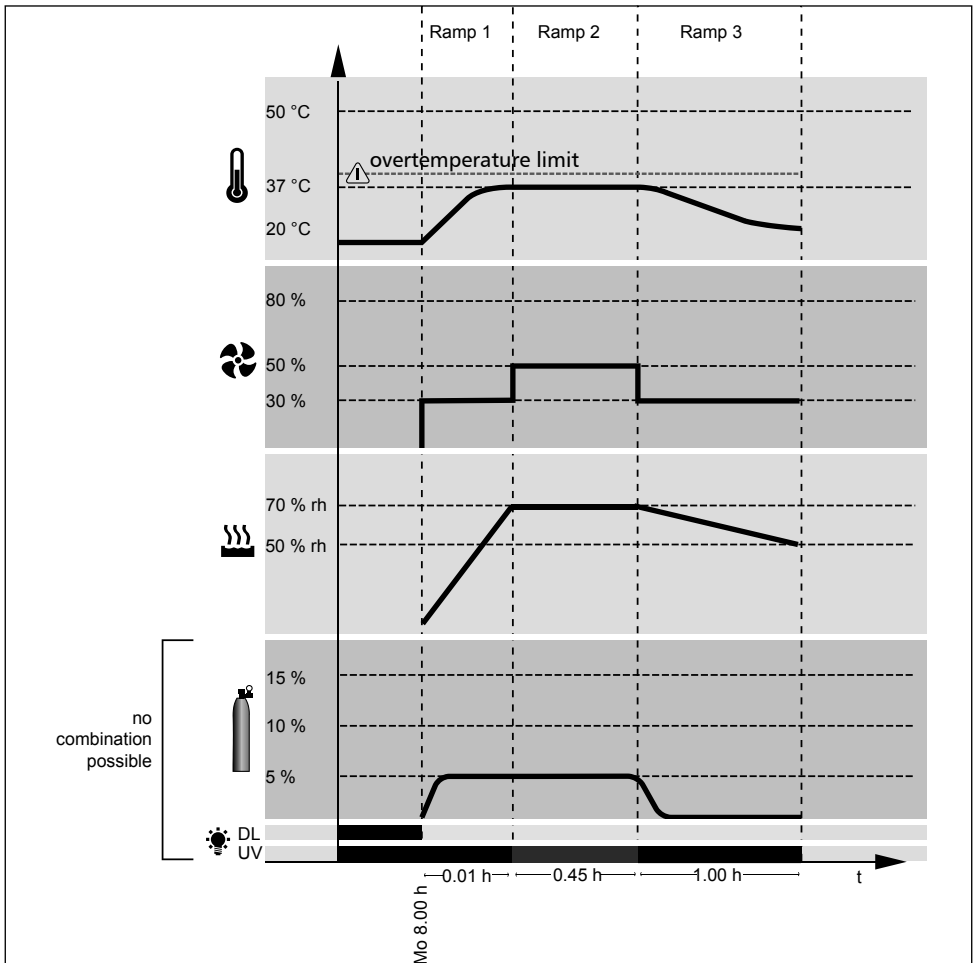 Ramp 1 Ramp 2 Ramp 3
50 °C
overtemperature limit
37 °C
20 °C
80 %
50 %
30 %
70 % rh
50 % rh
15 %
10 %
5 %
no
combination
possible
DL
UV
0.01 h 0.45 h 1.00 h t
Mo 8.00 h